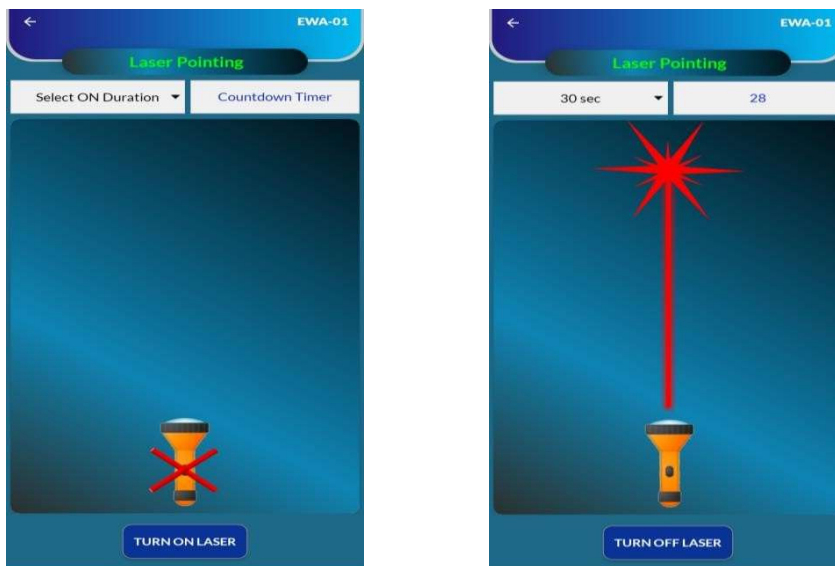 EWA-01
Laser Pointing
Select ON Duration Countdown Timer
TURN ON LASER
EWA-01
Laser Pointing
30 sec 28
TURN OFF LASER